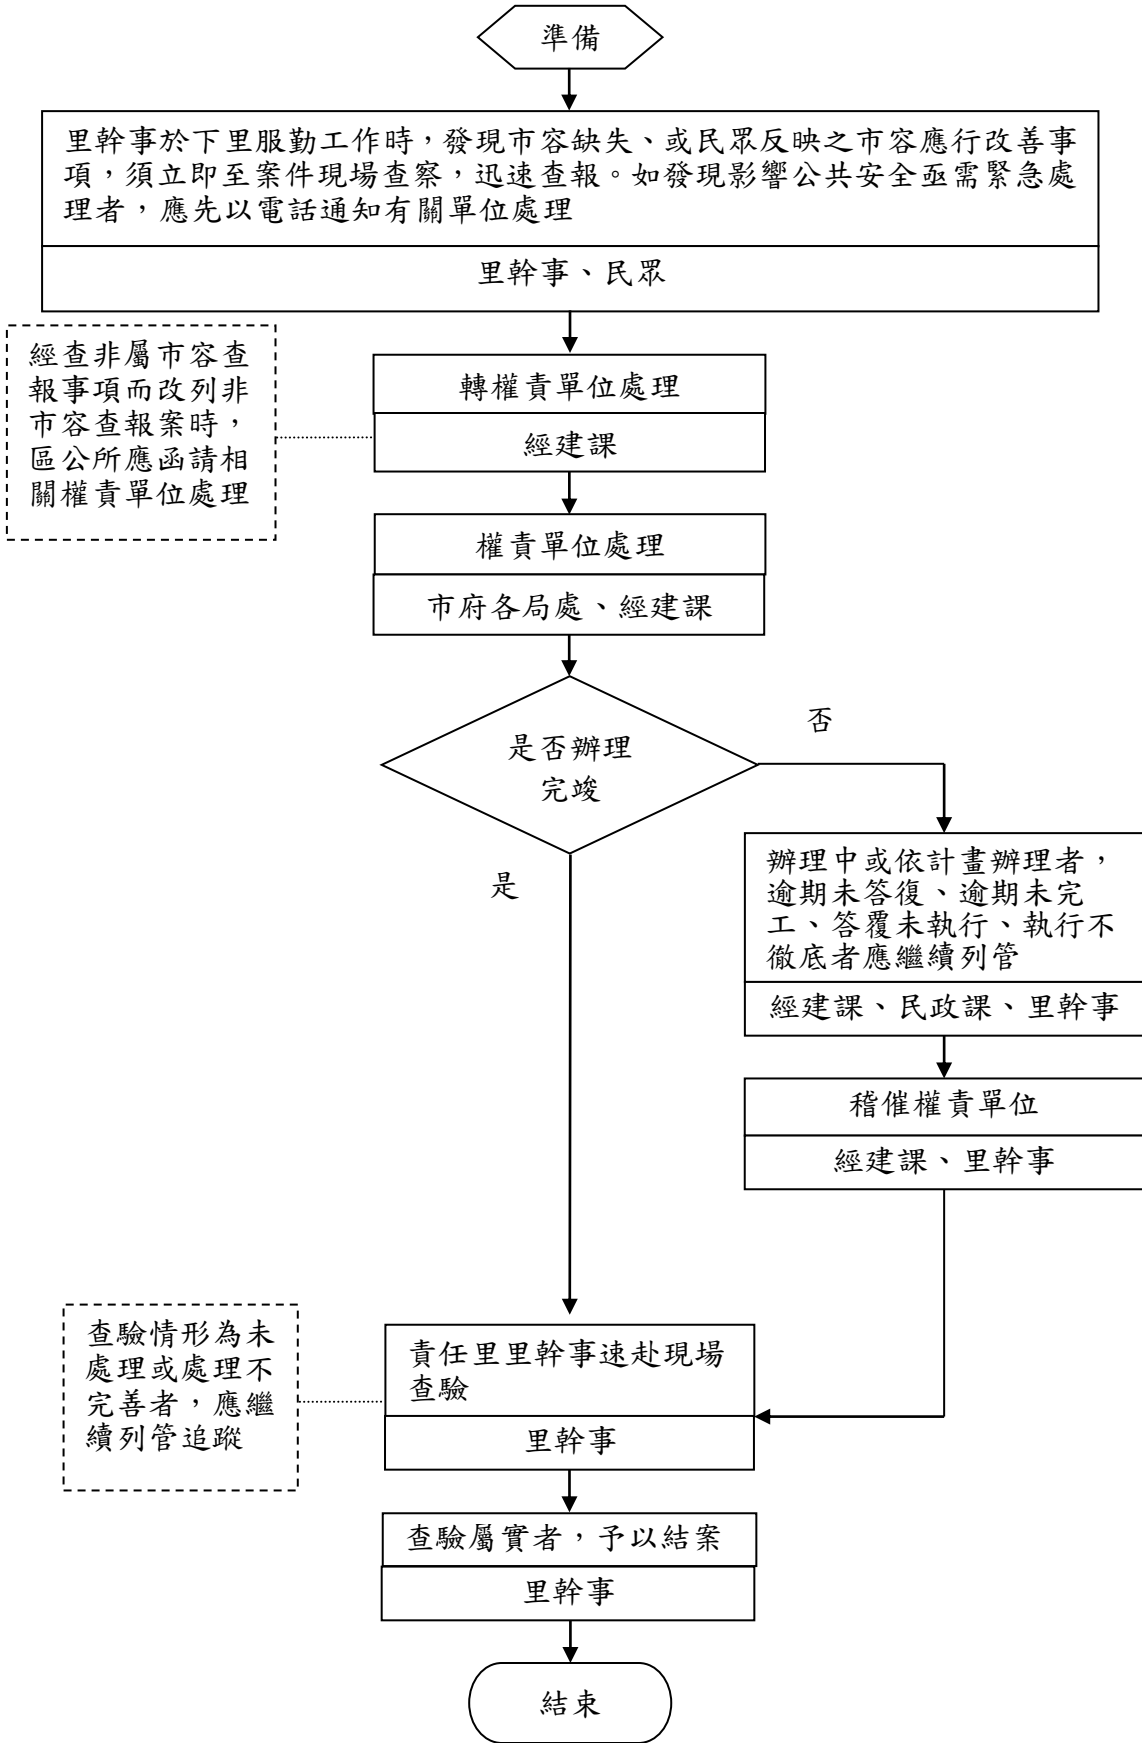 準備
里幹事於下里服勤工作時，發現市容缺失、或民眾反映之市容應行改善事
項，須立即至案件現場查察，迅速查報。如發現影響公共安全亟需緊急處
理者，應先以電話通知有關單位處理
里幹事、民眾
經查非屬市容查
報事項而改列非
市容查報案時，
區公所應函請相
關權責單位處理
轉權責單位處理
經建課
權責單位處理
市府各局處、經建課
是否辦理
完竣
否
是
辦理中或依計畫辦理者，
逾期未答復、逾期未完
工、答覆未執行、執行不
徹底者應繼續列管
經建課、民政課、里幹事
稽催權責單位
經建課、里幹事
查驗情形為未
處理或處理不
完善者，應繼
續列管追蹤
責任里里幹事速赴現場
查驗
里幹事
查驗屬實者，予以結案
里幹事
結束